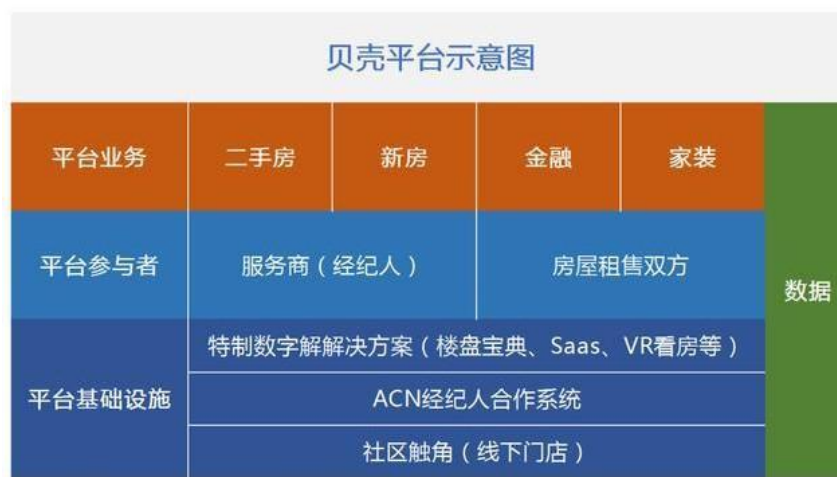 贝壳平台示意图
平台业务
二手房
新房
金融
家装
平台参与者
服务商（经纪人）
房屋租售双方
数据
平台基础设施
特制数字解解决方案（楼盘宝典、Saas、VR看房等）
ACN经纪人合作系统
社区触角（线下门店）